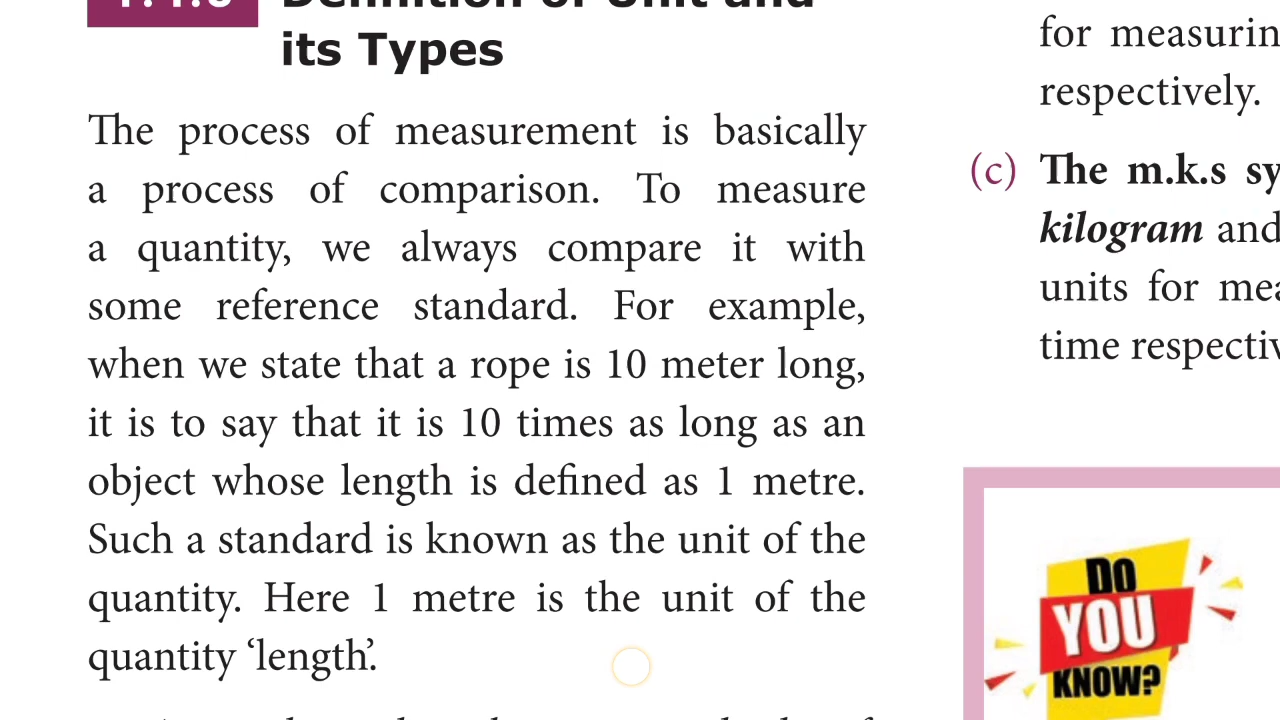 Definition of Unit and
its Types
The process of measurement is basically
a process of comparison. To measure
a quantity, we always compare it with
some reference standard. For example,
when we state that a rope is 10 meter long,
it is to say that it is 10 times as long as an
object whose length is defined as 1 metre.
Such a standard is known as the unit of the
quantity. Here 1 metre is the unit of the
quantity ‘length’.
for measurin
respectively.
(c) The m.k.s sy
kilogram and
units for mea
time respectiv
DO
YOU
KNOW?